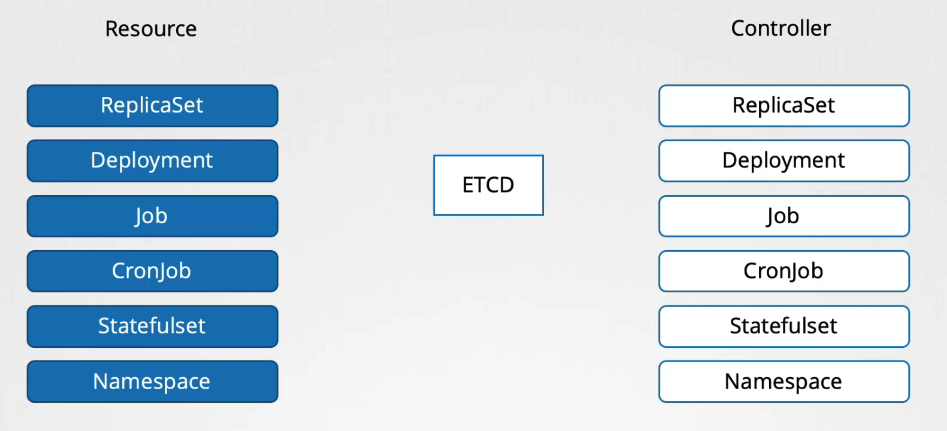 Resource
Controller
ReplicaSet
Deployment
Job
CronJob
Statefulset
Namespace
ETCD
ReplicaSet
Deployment
Job
CronJob
Statefulset
Namespace